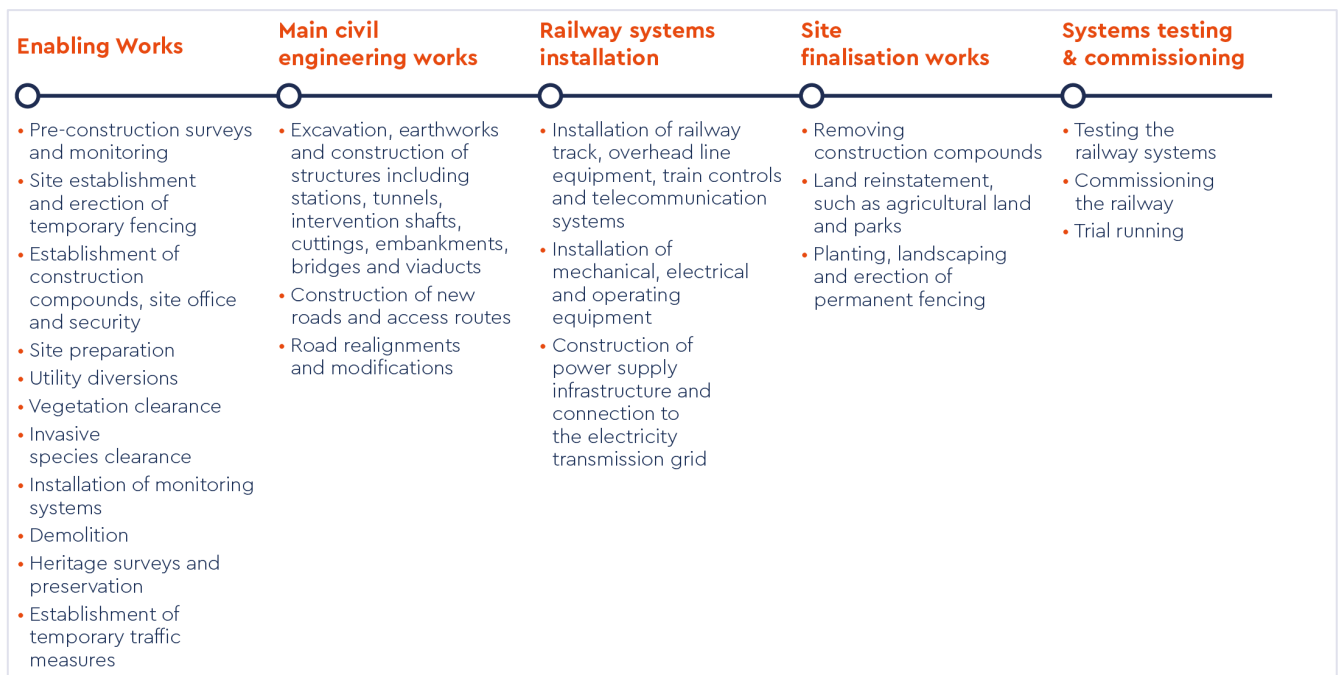 Enabling Works
• Pre-construction surveys
and monitoring
• Site establishment
and erection of
temporary fencing
• Establishment of
construction
compounds, site office
and security
• Site preparation
• Utility diversions
• Vegetation clearance
• Invasive
species clearance
• Installation of monitoring
systems
• Demolition
• Heritage surveys and
preservation
• Establishment of
temporary traffic
measures
Main civil
engineering works
• Excavation, earthworks
and construction of
structures including
stations, tunnels,
intervention shafts,
cuttings, embankments,
bridges and viaducts
• Construction of new
roads and access routes
• Road realignments
and modifications
Railway systems
installation
• Installation of railway
track, overhead line
equipment, train controls
and telecommunication
systems
• Installation of
mechanical, electrical
and operating
equipment
• Construction of
power supply
infrastructure and
connection to
the electricity
transmission grid
Site
finalisation works
• Removing
construction compounds
• Land reinstatement,
such as agricultural land
and parks
• Planting, landscaping
and erection of
permanent fencing
Systems testing
& commissioning
• Testing the
railway systems
• Commissioning
the railway
• Trial running